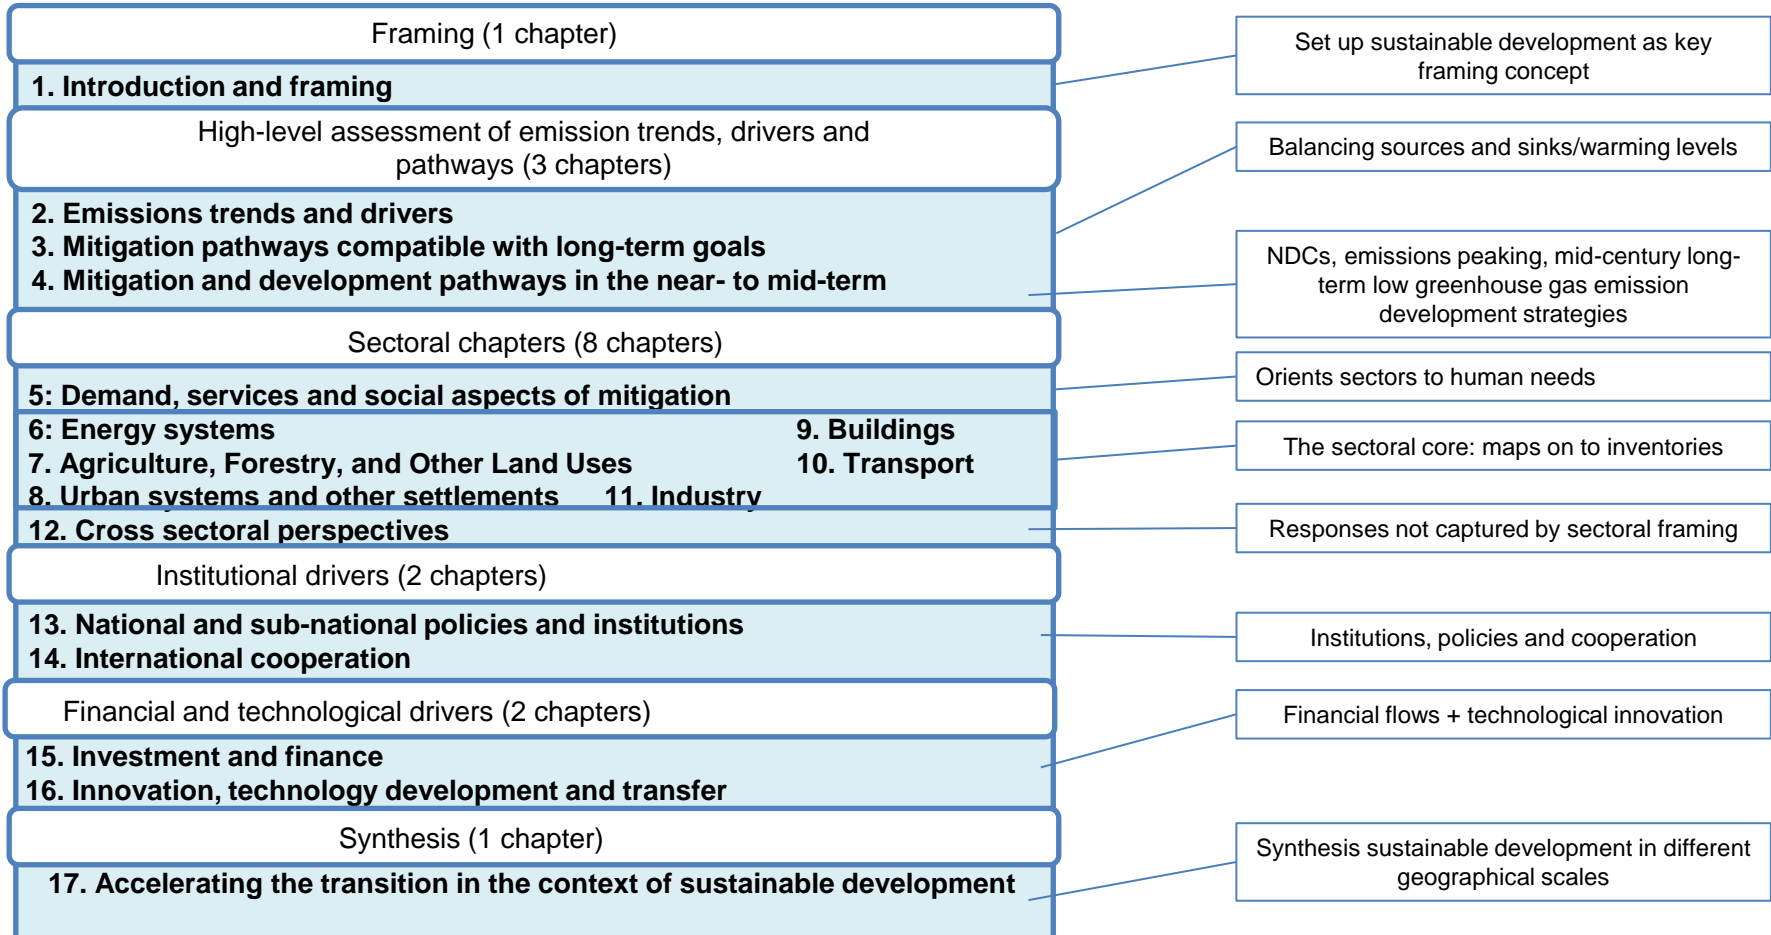 Framing (1 chapter)
1. Introduction and framing
High-level assessment of emission trends, drivers and
pathways (3 chapters)
2. Emissions trends and drivers
3. Mitigation pathways compatible with long-term goals
4. Mitigation and development pathways in the near- to mid-term
Sectoral chapters (8 chapters)
5: Demand, services and social aspects of mitigation
6: Energy systems 9. Buildings
7. Agriculture, Forestry, and Other Land Uses 10. Transport
8. Urban systems and other settlements 11. Industry
12. Cross sectoral perspectives
Institutional drivers (2 chapters)
13. National and sub-national policies and institutions
14. International cooperation
Financial and technological drivers (2 chapters)
15. Investment and finance
16. Innovation, technology development and transfer
Synthesis (1 chapter)
17. Accelerating the transition in the context of sustainable development
Set up sustainable development as key
framing concept
Balancing sources and sinks/warming levels
NDCs, emissions peaking, mid-century long-
term low greenhouse gas emission
development strategies
Orients sectors to human needs
The sectoral core: maps on to inventories
Responses not captured by sectoral framing
Institutions, policies and cooperation
Financial flows + technological innovation
Synthesis sustainable development in different
geographical scales